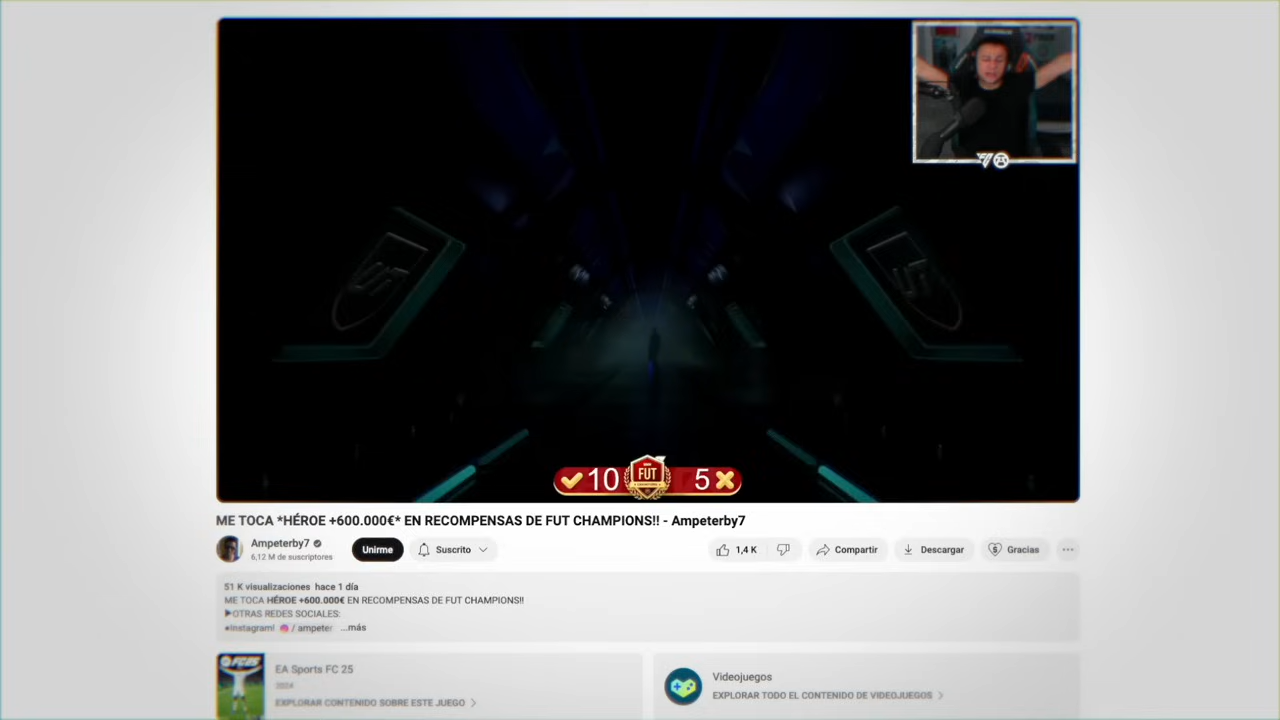 10
FUT
5
ME TOCA *HÉROE +600.000€* EN RECOMPENSAS DE FUT CHAMPIONS!! - Ampeterby7
Ampeterby7
6,12 M de suscriptores
Unirme
Suscrito
1,4 K
Compartir
Descargar
Gracias
51 K visualizaciones hace 1 día
ME TOCA HÉROE +600.000€ EN RECOMPENSAS DE FUT CHAMPIONS!!
OTRAS REDES SOCIALES:
●Instagram! / ampeter ...más
FC25
EA Sports FC 25
2024
EXPLORAR CONTENIDO SOBRE ESTE JUEGO
Videojuegos
EXPLORAR TODO EL CONTENIDO DE VIDEOJUEGOS